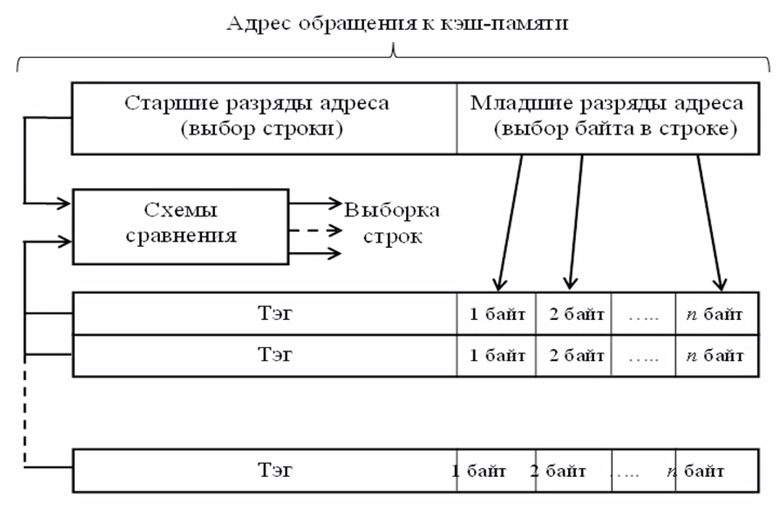 Адрес обращения к кэш-памяти
Старшие разряды адреса
(выбор строки)
Младшие разряды адреса
(выбор байта в строке)
Схемы
сравнения
Выборка
строк
Тэг 1 байт 2 байт ….. n байт
Тэг 1 байт 2 байт ….. n байт
Тэг 1 байт 2 байт ….. n байт